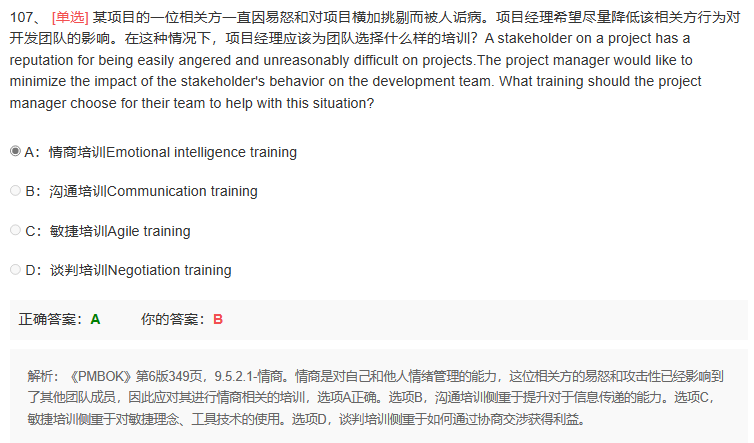 107、 [单选] 某项目的一位相关方一直因易怒和对项目横加挑剔而被人诟病。项目经理希望尽量降低该相关方行为对
开发团队的影响。在这种情况下，项目经理应该为团队选择什么样的培训？A stakeholder on a project has a
reputation for being easily angered and unreasonably difficult on projects.The project manager would like to
minimize the impact of the stakeholder's behavior on the development team. What training should the project
manager choose for their team to help with this situation?
A：情商培训Emotional intelligence training
B：沟通培训Communication training
C：敏捷培训Agile training
D：谈判培训Negotiation training
正确答案：A 你的答案：B
解析：《PMBOK》第6版349页，9.5.2.1-情商。情商是对自己和他人情绪管理的能力，这位相关方的易怒和攻击性已经影响到
了其他团队成员，因此应对其进行情商相关的培训，选项A正确。选项B，沟通培训侧重于提升对于信息传递的能力。选项C，
敏捷培训侧重于对敏捷理念、工具技术的使用。选项D，谈判培训侧重于如何通过协商交涉获得利益。